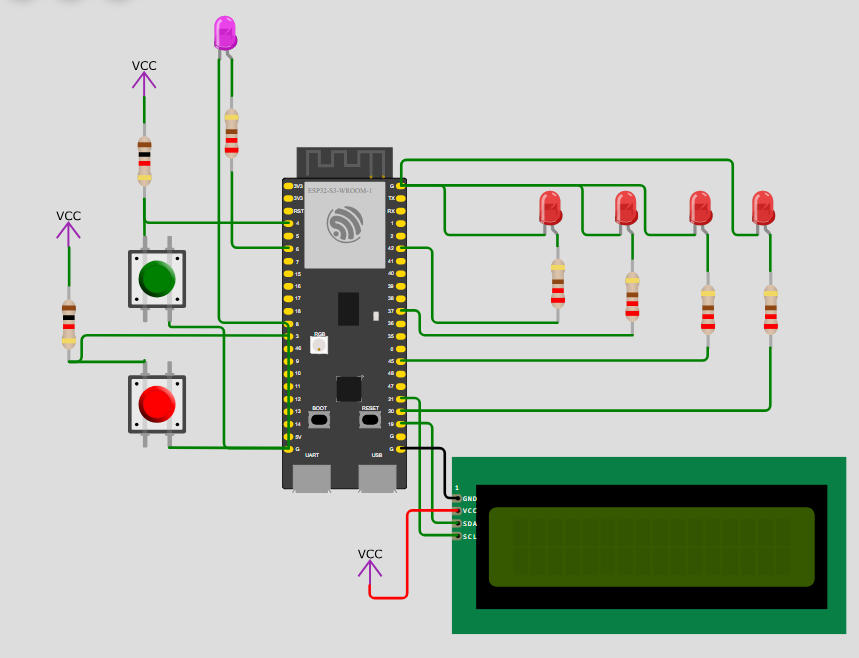 VCC
VCC
ESP32-S3-WROOM-1
3V3
3V3
RST
4
5
6
7
15
16
17
18
8
3
46
9
10
11
12
13
14
5V
G
G
TX
RX
1
2
42
41
40
39
38
37
36
35
0
45
48
47
21
20
19
G
G
RGB
BOOT
RESET
UART
USB
1
GND
VCC
SDA
SCL
VCC